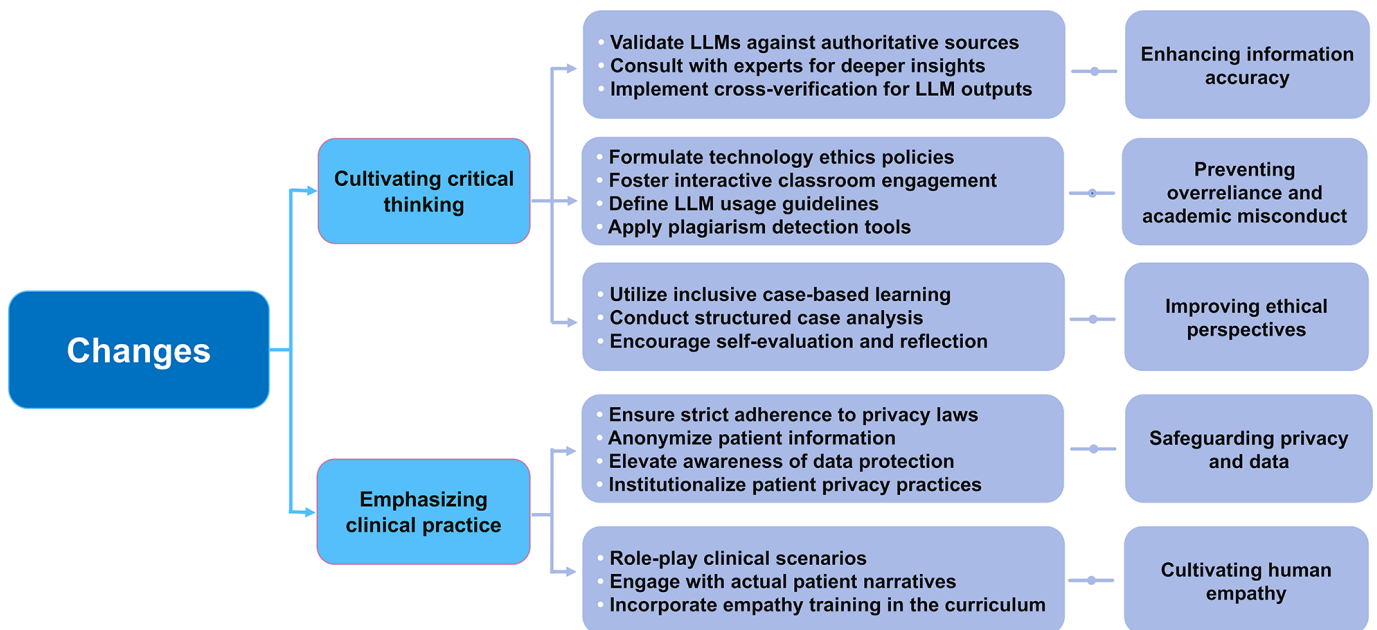 Changes
Cultivating critical
thinking
• Validate LLMs against authoritative sources
• Consult with experts for deeper insights
• Implement cross-verification for LLM outputs
Enhancing information
accuracy
• Formulate technology ethics policies
• Foster interactive classroom engagement
• Define LLM usage guidelines
• Apply plagiarism detection tools
Preventing
overreliance and
academic misconduct
• Utilize inclusive case-based learning
• Conduct structured case analysis
• Encourage self-evaluation and reflection
Improving ethical
perspectives
Emphasizing
clinical practice
• Ensure strict adherence to privacy laws
• Anonymize patient information
• Elevate awareness of data protection
• Institutionalize patient privacy practices
Safeguarding privacy
and data
• Role-play clinical scenarios
• Engage with actual patient narratives
• Incorporate empathy training in the curriculum
Cultivating human
empathy